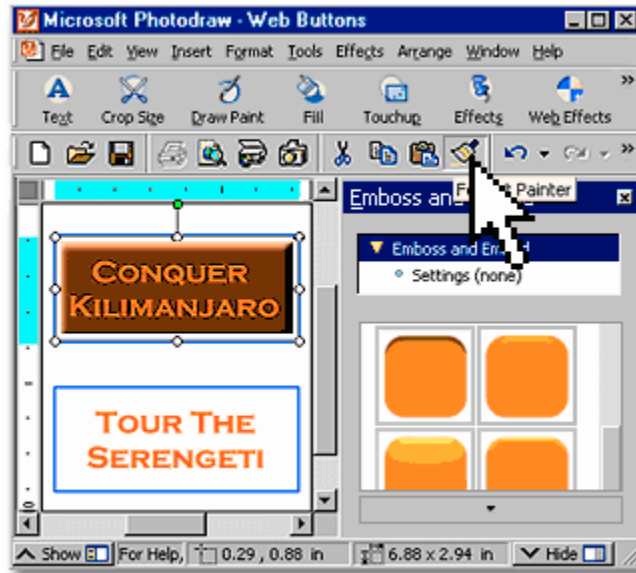 Microsoft Photodraw - Web Buttons
File Edit View Insert Format Tools Effects Arrange Window Help
Text Crop Size Draw Paint Fill Touchup Effects Web Effects
Painter
Emboss and
Emboss and
Settings (none)
CONQUER
KILIMANJARO
TOUR THE
SERENGETI
Show For Help, 0.29 , 0.88 in 6.88 x 2.94 in Hide